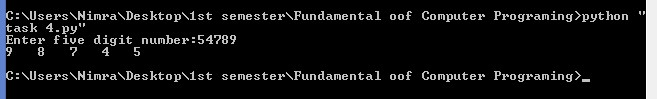 C:\Users\Nimra\Desktop\1st semester\Fundamental oof Computer Programing>python "
task 4.py"
Enter five digit number:54789
9   8   7   4   5
C:\Users\Nimra\Desktop\1st semester\Fundamental oof Computer Programing>_